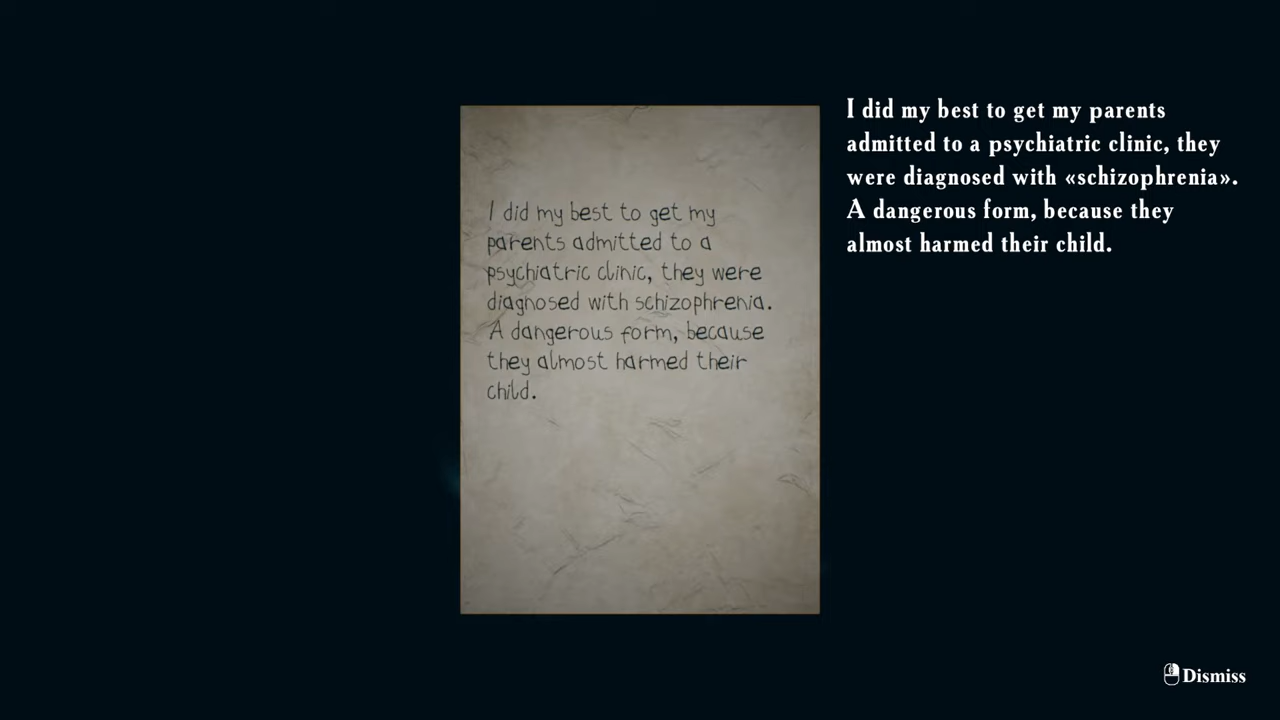 I did my best to get my
parents admitted to a
psychiatric clinic, they were
diagnosed with schizophrenia.
A dangerous form, because
they almost harmed their
child.
I did my best to get my parents
admitted to a psychiatric clinic, they
were diagnosed with «schizophrenia».
A dangerous form, because they
almost harmed their child.
Dismiss